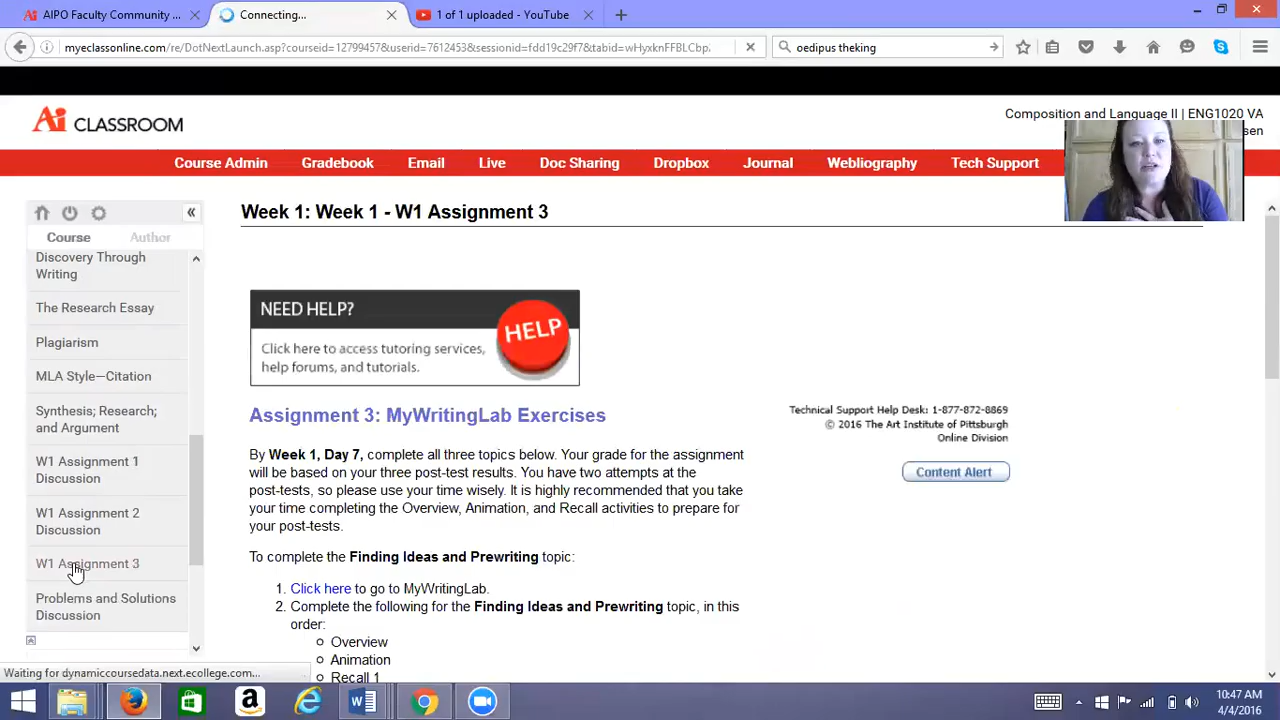 AIPO Faculty Community ...
Connecting...
1 of 1 uploaded - YouTube
myeclassonline.com/re/DotNextLaunch.asp?courseid=12799457&userid=7612453&sessionid=fdd19c29f7&tabid=wHyxknFFBLCbp.
oedipus theking
Ai CLASSROOM
Composition and Language II | ENG1020 VA
sen
Course Admin Gradebook Email Live Doc Sharing Dropbox Journal Webliography Tech Support
Course Author
Discovery Through
Writing
The Research Essay
Plagiarism
MLA Style—Citation
Synthesis; Research;
and Argument
W1 Assignment 1
Discussion
W1 Assignment 2
Discussion
W1 Assignment 3
Problems and Solutions
Discussion
Week 1: Week 1 - W1 Assignment 3
NEED HELP?
Click here to access tutoring services,
help forums, and tutorials.
HELP
Assignment 3: MyWritingLab Exercises
By Week 1, Day 7, complete all three topics below. Your grade for the assignment
will be based on your three post-test results. You have two attempts at the
post-tests, so please use your time wisely. It is highly recommended that you take
your time completing the Overview, Animation, and Recall activities to prepare for
your post-tests.
To complete the Finding Ideas and Prewriting topic:
1. Click here to go to MyWritingLab.
2. Complete the following for the Finding Ideas and Prewriting topic, in this
order:
Overview
Animation
Recall 1
Technical Support Help Desk: 1-877-872-8869
© 2016 The Art Institute of Pittsburgh
Online Division
Content Alert
Waiting for dynamiccoursedata.next.ecollege.com...
10:47 AM
4/4/2016